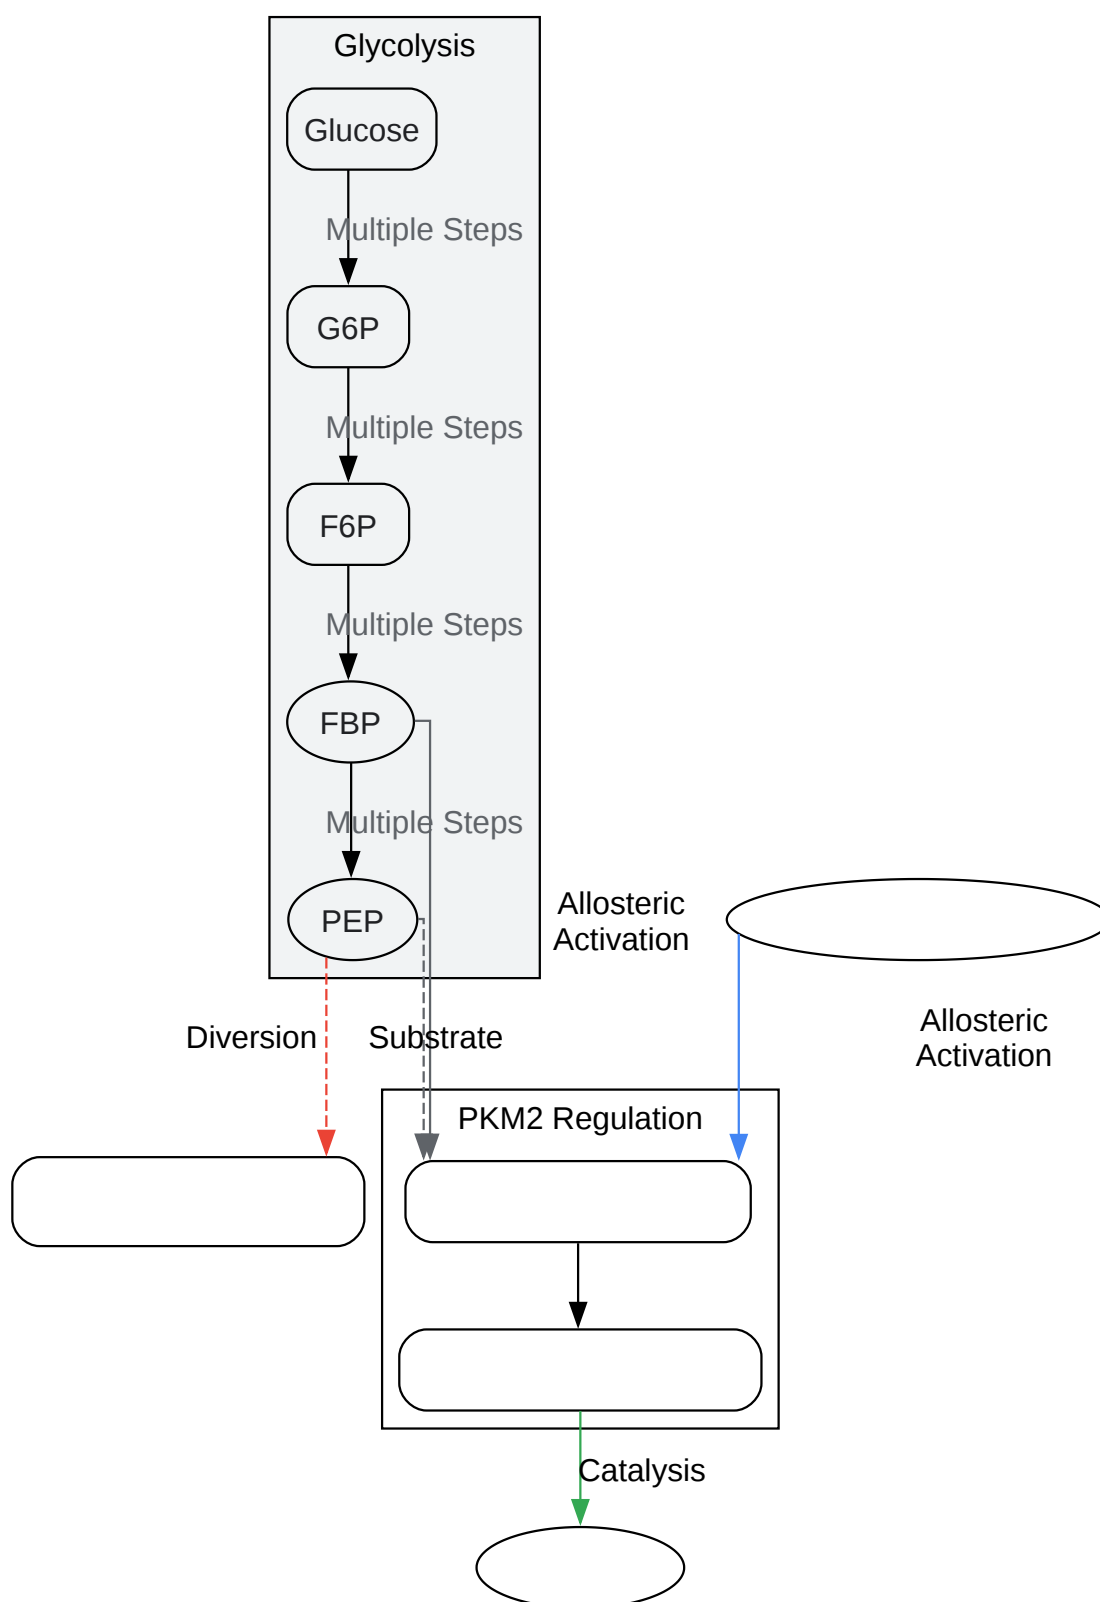 Glycolysis
Glucose
Multiple Steps
G6P
Multiple Steps
F6P
Multiple Steps
FBP
Multiple Steps
PEP
Allosteric
Activation
Allosteric
Activation
Diversion
Substrate
PKM2 Regulation
Catalysis